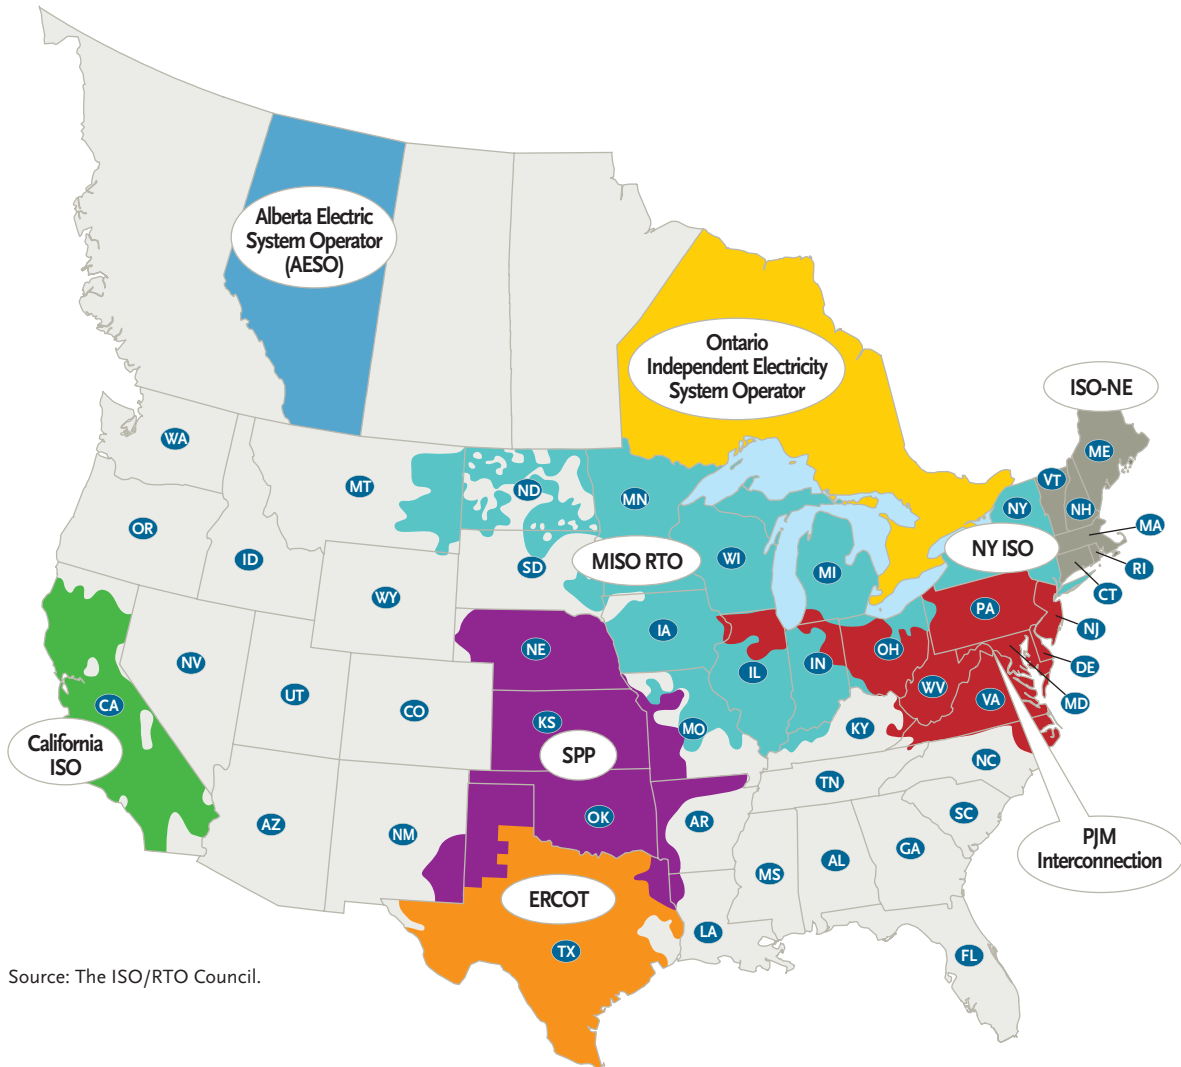 Alberta Electric
System Operator
(AESO)
Ontario
Independent Electricity
System Operator
ISO-NE
ME
WA
VT
MT
ND
MN
NY
NH
OR
MA
NY ISO
ID
SD
MISO RTO
WI
MI
RI
WY
CT
PA
IA
NJ
NE
OH
NV
IN
DE
IL
WV
UT
VA
MD
CA
CO
KS
MO
KY
California
ISO
SPP
NC
TN
OK
SC
AZ
NM
AR
GA
PJM
Interconnection
AL
MS
ERCOT
LA
TX
FL
Source: The ISO/RTO Council.